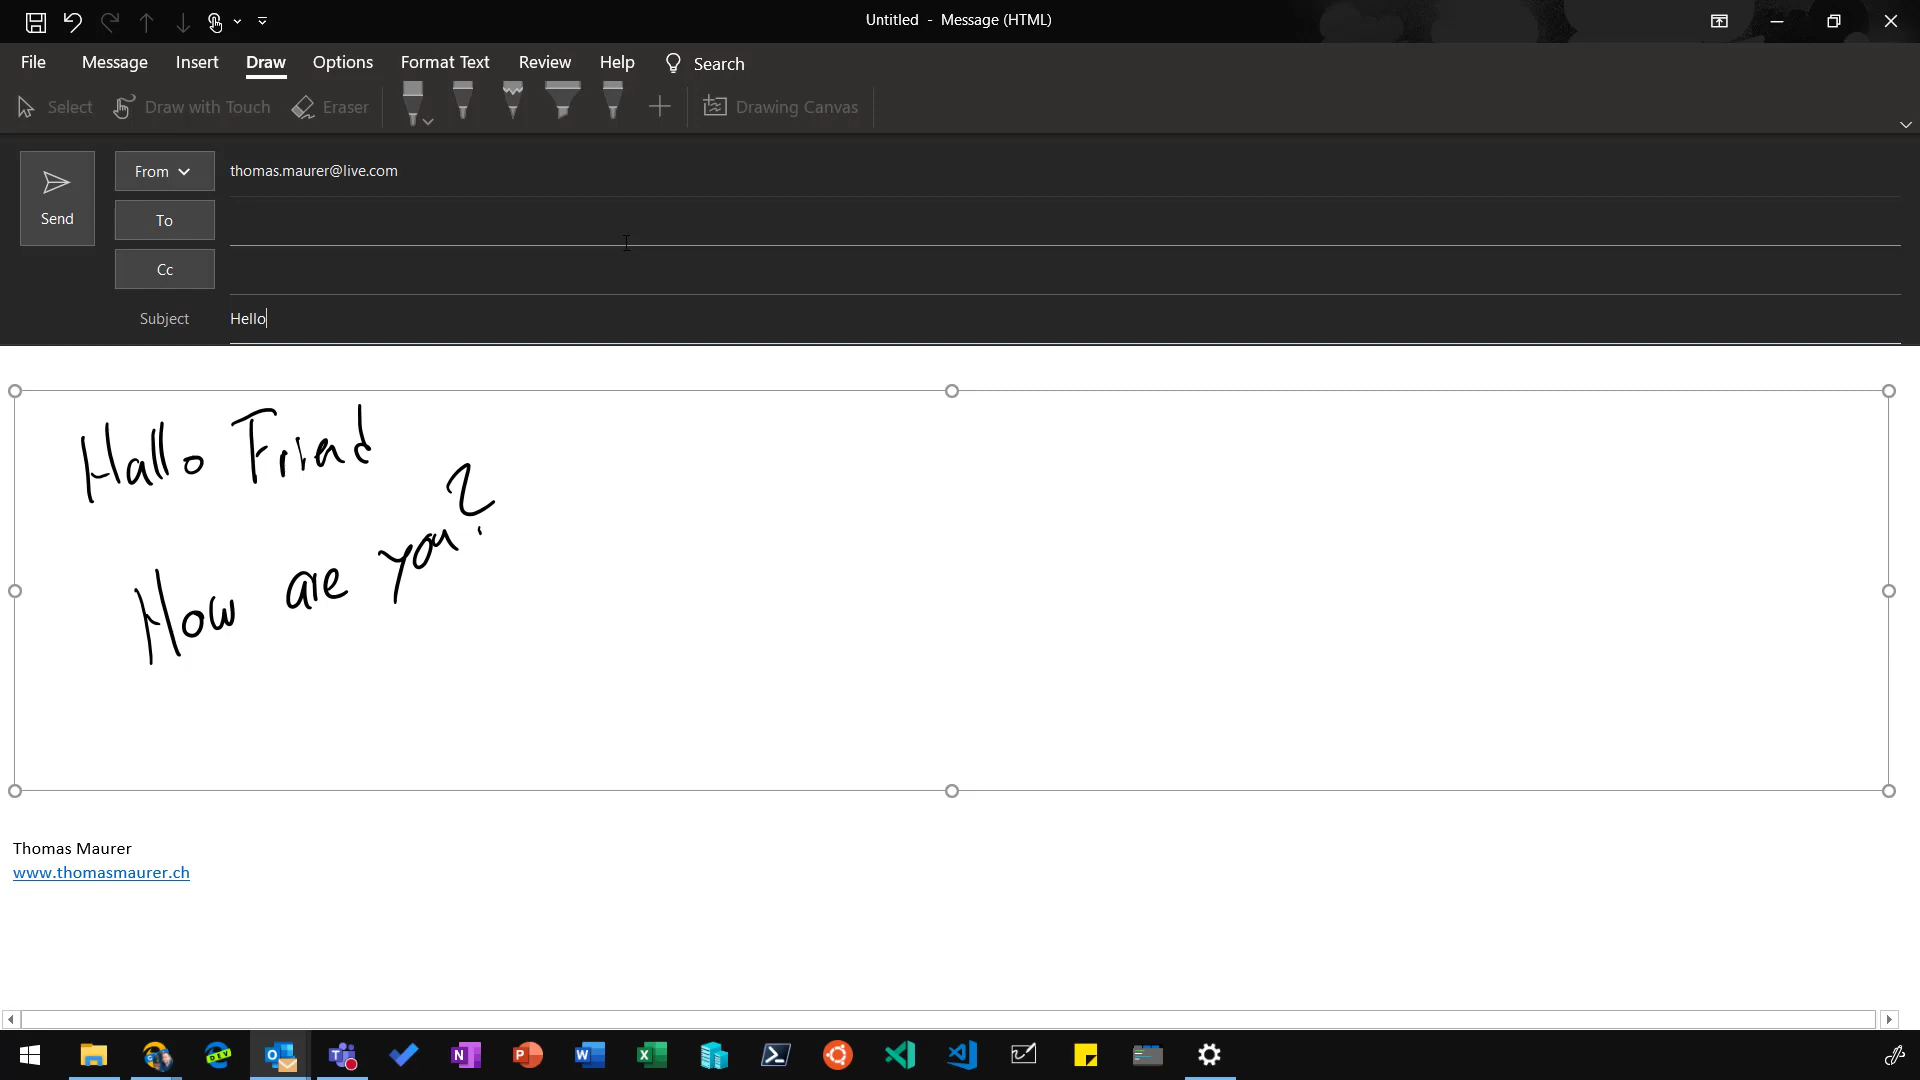 Untitled - Message (HTML)
File Message Insert Draw Options Format Text Review Help Search
Select Draw with Touch Eraser Drawing Canvas
From thomas.maurer@live.com
Send
To
Cc
Subject Hello
Hallo Friend
How are you?
Thomas Maurer
www.thomasmaurer.ch